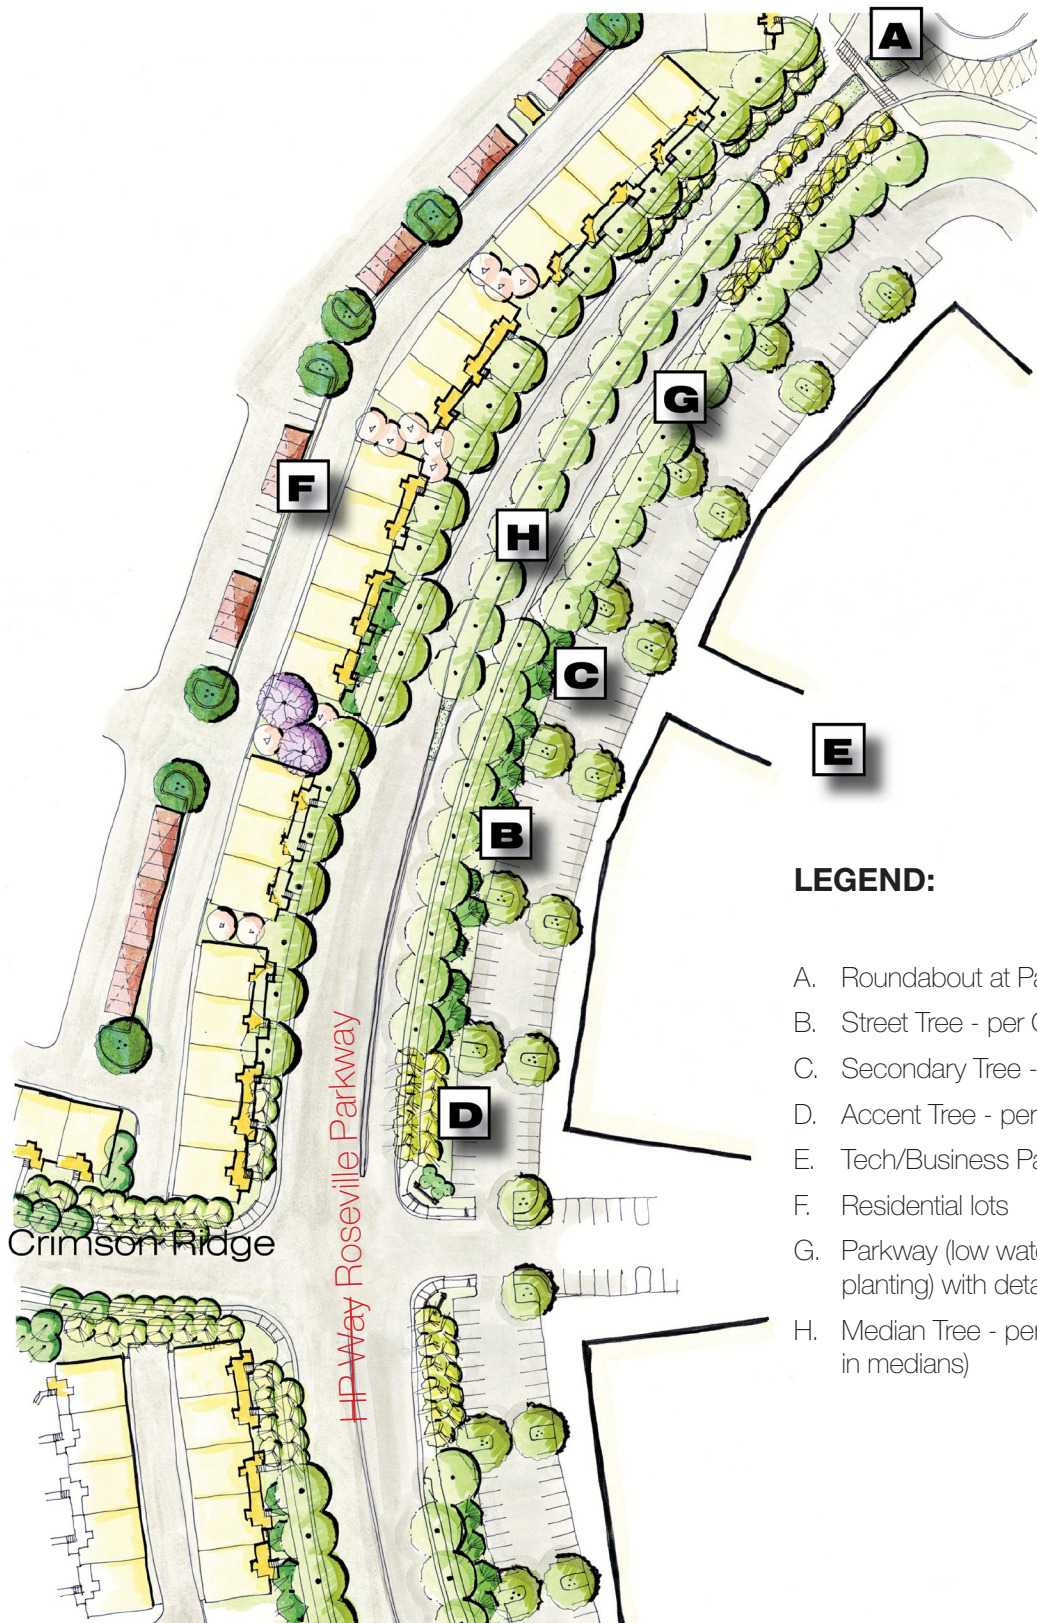 A
G
F
H
C
E
B
D
HP Way Roseville Parkway
Crimson Ridge
LEGEND:
A. Roundabout at Pa
B. Street Tree - per
C. Secondary Tree -
D. Accent Tree - per
E. Tech/Business Pa
F. Residential lots
G. Parkway (low wate
planting) with deta
H. Median Tree - per
in medians)